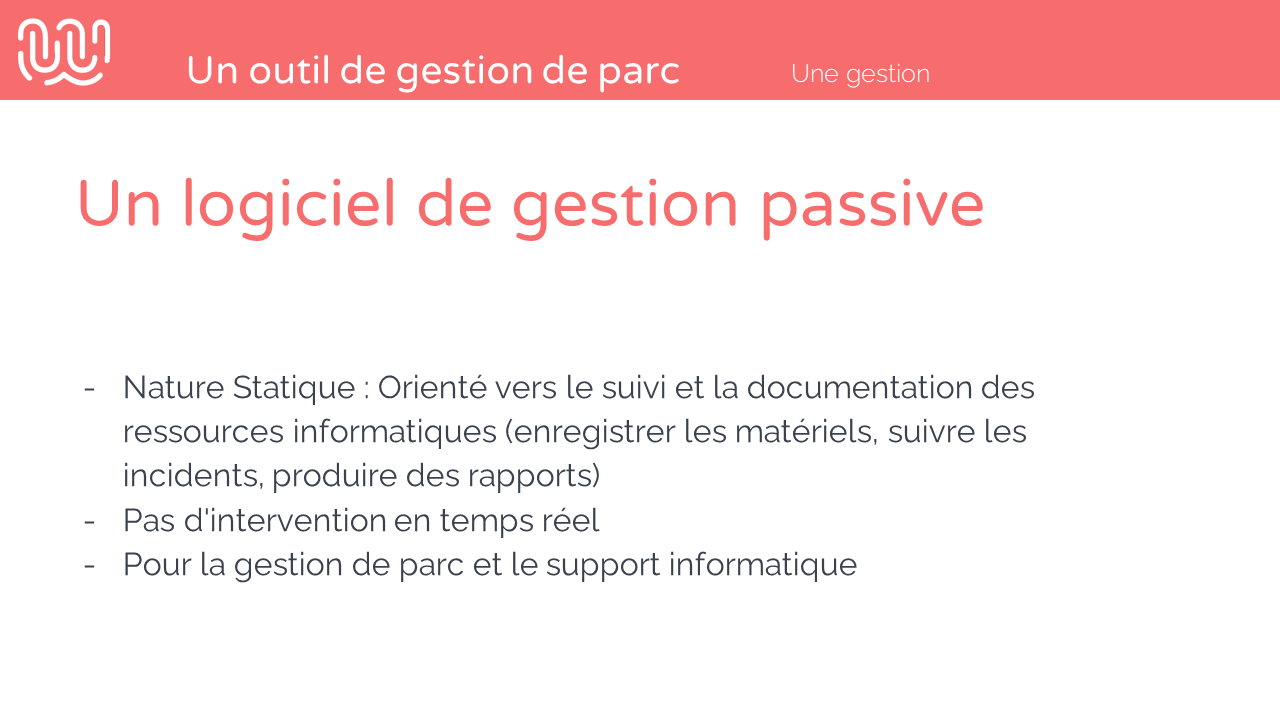 Un outil de gestion de parc
Une gestion
Un logiciel de gestion passive
- Nature Statique : Orienté vers le suivi et la documentation des
ressources informatiques (enregistrer les matériels, suivre les
incidents, produire des rapports)
- Pas d'intervention en temps réel
- Pour la gestion de parc et le support informatique